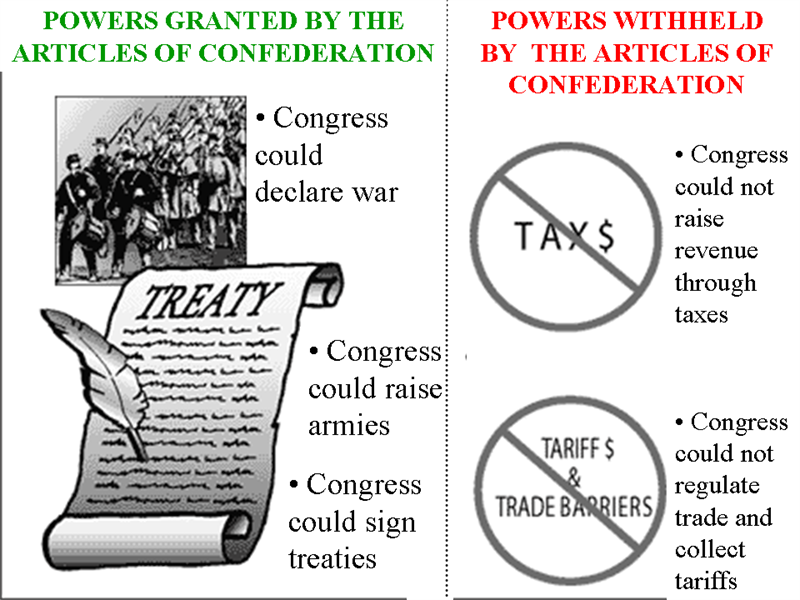 POWERS GRANTED BY THE
ARTICLES OF CONFEDERATION
• Congress
could
declare war
TREATY
• Congress
could raise
armies
• Congress
could sign
treaties
POWERS WITHHELD
BY THE ARTICLES OF
CONFEDERATION
TAX $
• Congress
could not
raise
revenue
through
taxes
TARIFF $
&
TRADE BARRIERS
• Congress
could not
regulate
trade and
collect
tariffs